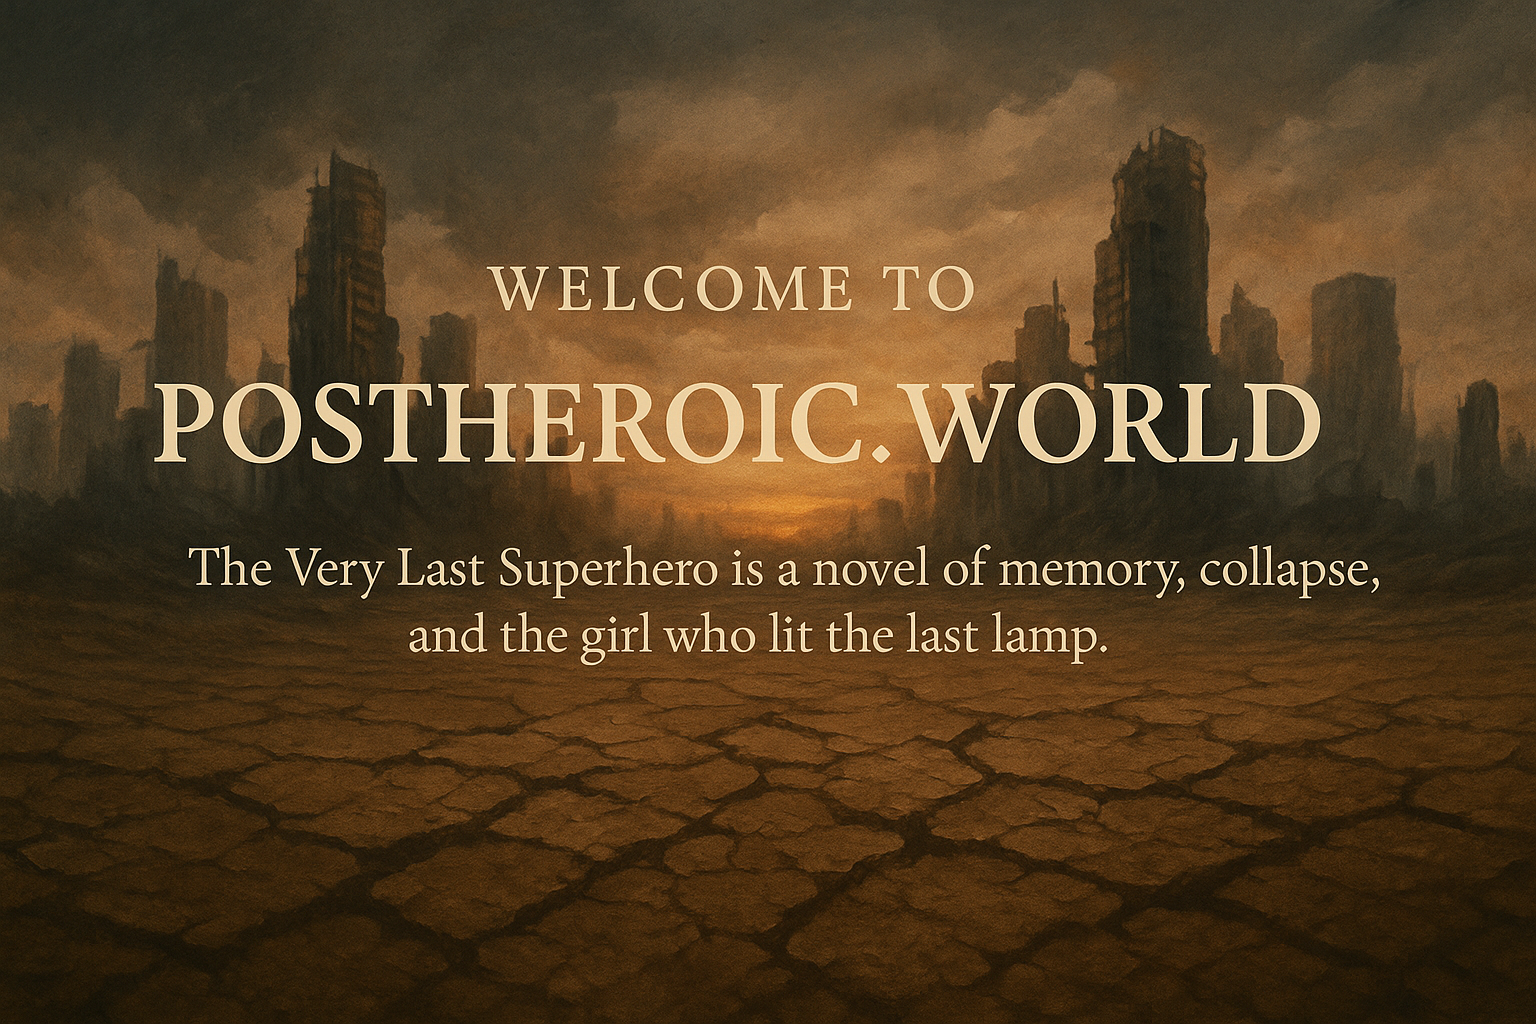 WELCOME TO
POSTHEROIC.WORLD
The Very Last Superhero is a novel of memory, collapse,
and the girl who lit the last lamp.